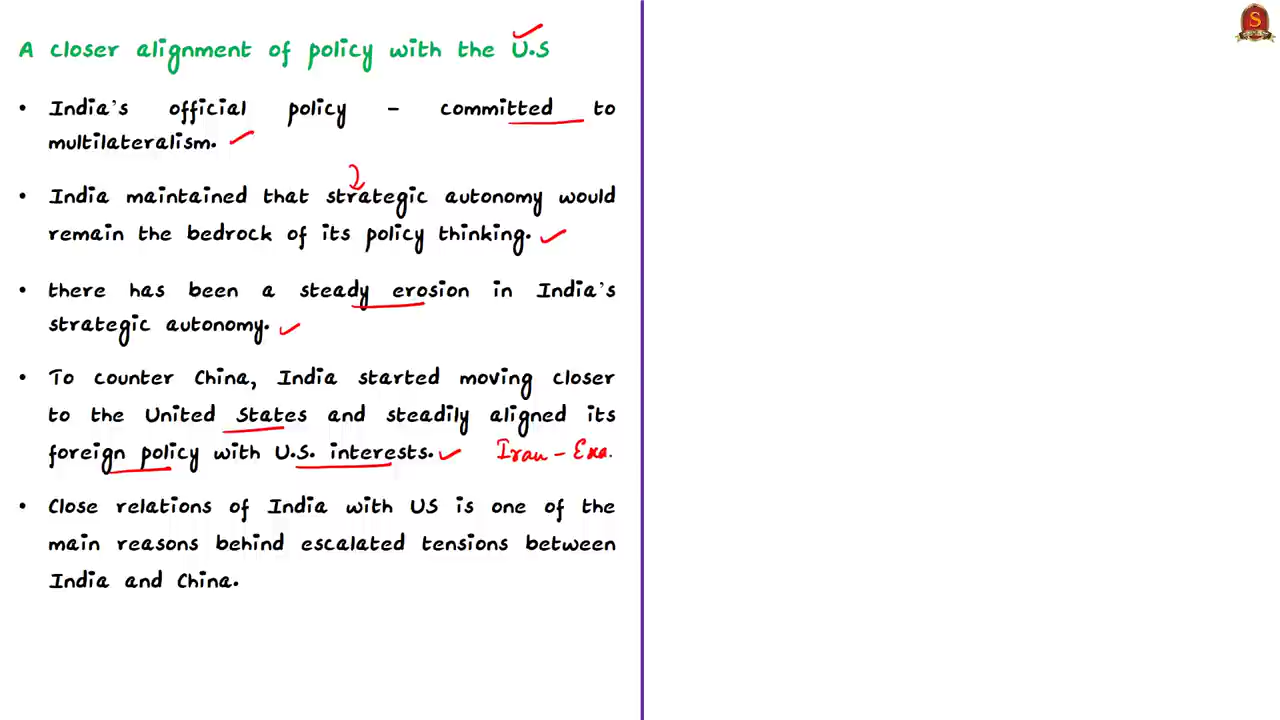 A closer alignment of policy with the U.S
• India's official policy – committed to
multilateralism.
• India maintained that strategic autonomy would
remain the bedrock of its policy thinking.
• there has been a steady erosion in India's
strategic autonomy.
• To counter China, India started moving closer
to the United States and steadily aligned its
foreign policy with U.S. interests. Iran –
• Close relations of India with US is one of the
main reasons behind escalated tensions between
India and China.
S